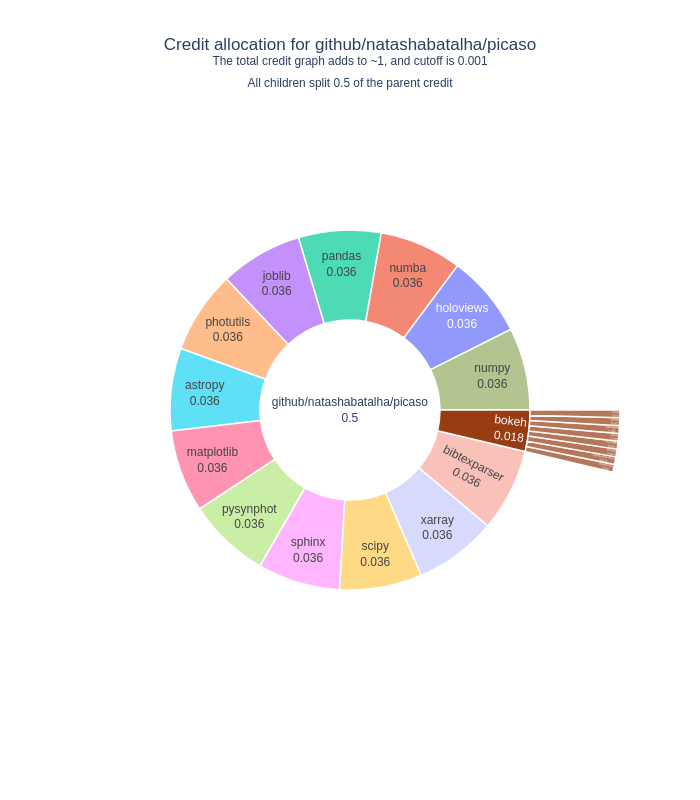 Credit allocation for github/natashabatalha/picaso
The total credit graph adds to ~1, and cutoff is 0.001
All children split 0.5 of the parent credit
pandas
0.036
numba
0.036
joblib
0.036
holoviews
0.036
photutils
0.036
numpy
0.036
astropy
0.036
github/natashabatalha/picaso
0.5
bokeh
0.018
matplotlib
0.036
bibtexparser
0.036
pysynphot
0.036
xarray
0.036
sphinx
0.036
scipy
0.036